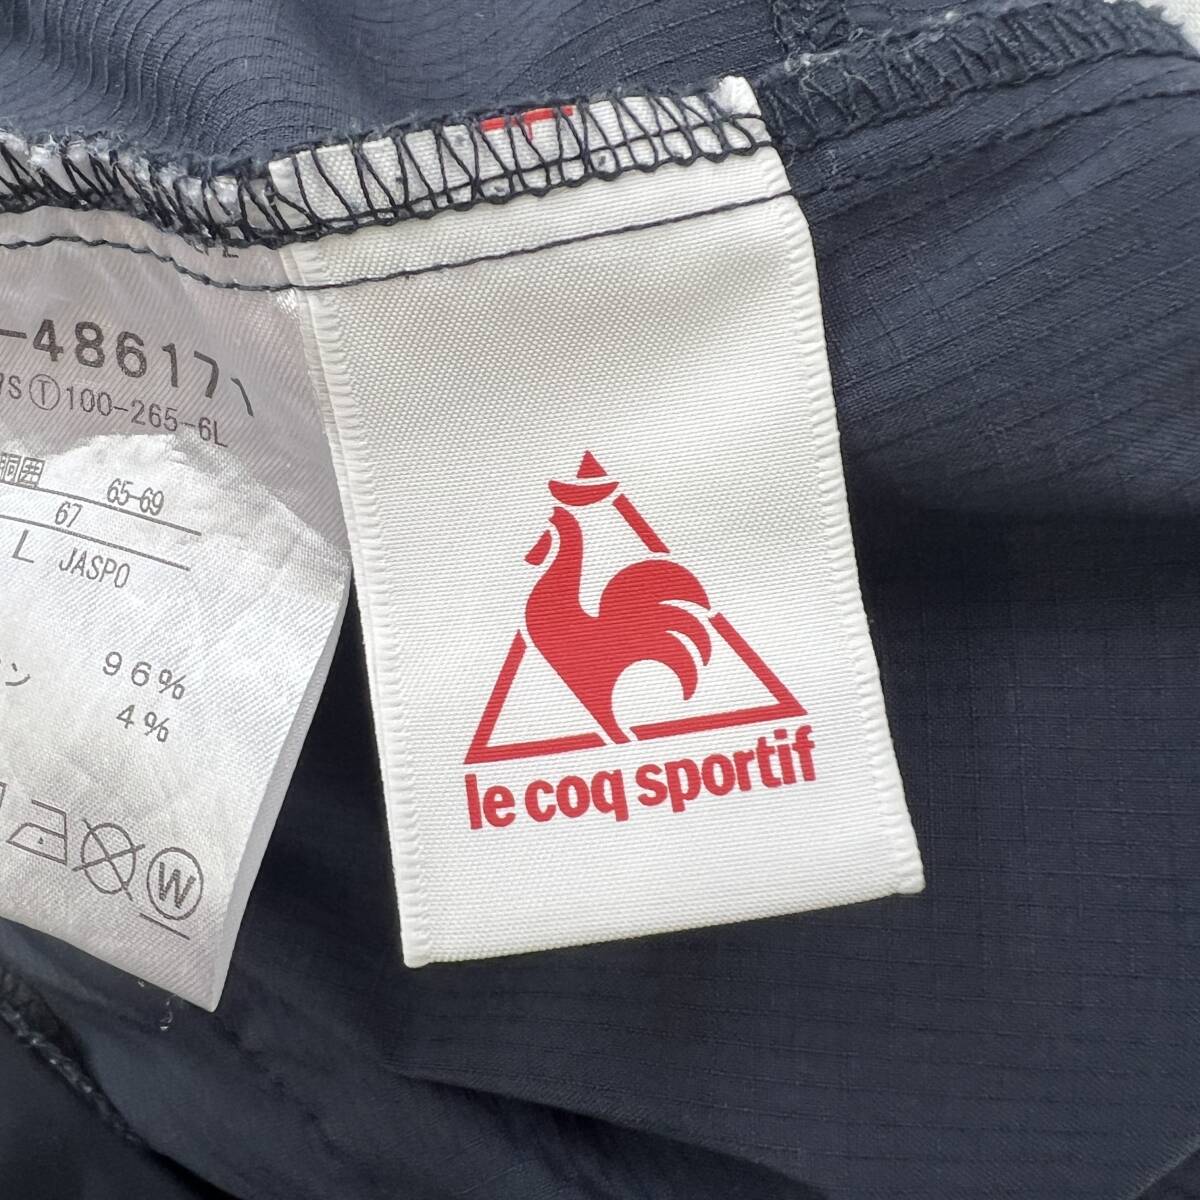 -48617
S Ⓣ100-265-6L
胴囲 65-69
67
L JASPO
ン 96%
4%
W
le coq sportif